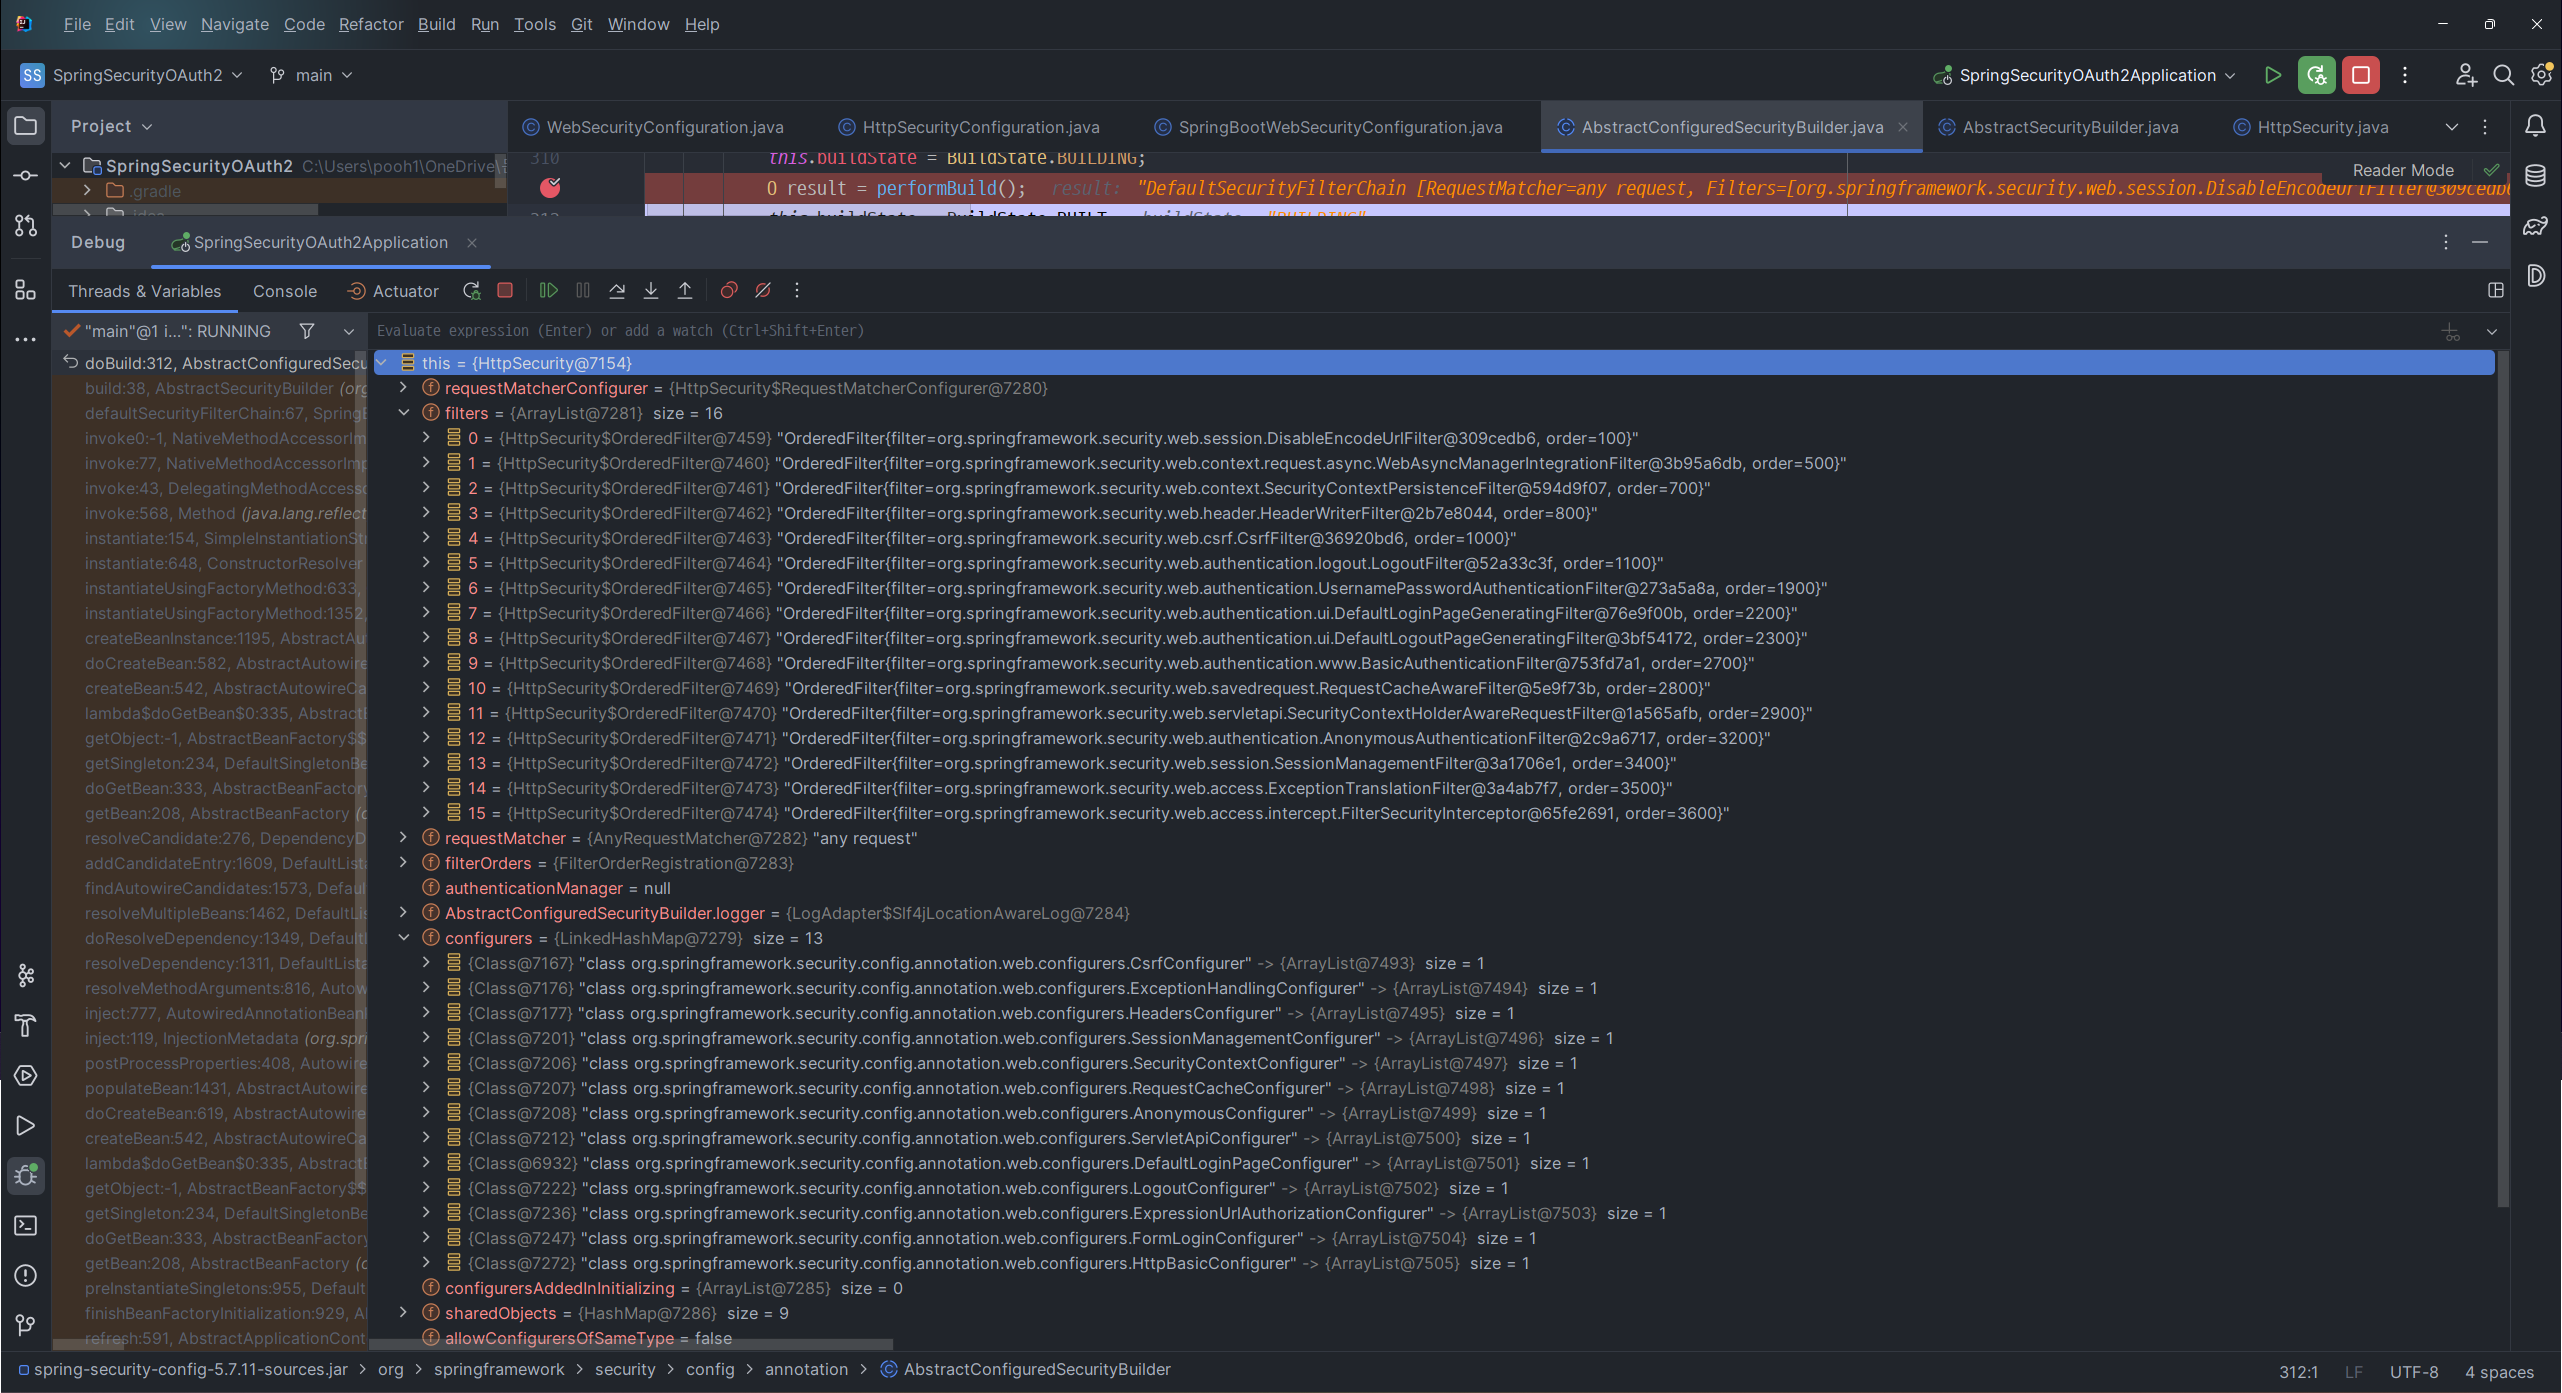 File Edit View Navigate Code Refactor Build Run Tools Git Window Help
SS SpringSecurityOAuth2 main SpringSecurityOAuth2Application
Project WebSecurityConfiguration.java HttpSecurityConfiguration.java SpringBootWebSecurityConfiguration.java AbstractConfiguredSecurityBuilder.java AbstractSecurityBuilder.java HttpSecurity.java
SpringSecurityOAuth2 C:\Users\pooh1\OneDrive\
310 this.buildState = BuildState.BUILDING;
Reader Mode
.gradle
O result = performBuild(); result: "DefaultSecurityFilterChain [RequestMatcher=any request, Filters=[org.springframework.security.web.session.DisableEncodeUrlFilter@309cedb6
.idea
312 this.buildState = BuildState.BUILT buildState: "BUILDING"
Debug SpringSecurityOAuth2Application
Threads & Variables Console Actuator
"main"@1 i...": RUNNING
Evaluate expression (Enter) or add a watch (Ctrl+Shift+Enter)
doBuild:312, AbstractConfiguredSecu
build:38, AbstractSecurityBuilder (org
defaultSecurityFilterChain:67, SpringB
invoke0:-1, NativeMethodAccessorIm
invoke:77, NativeMethodAccessorImp
invoke:43, DelegatingMethodAccesso
invoke:568, Method (java.lang.reflect
instantiate:154, SimpleInstantiationStr
instantiate:648, ConstructorResolver
instantiateUsingFactoryMethod:633,
instantiateUsingFactoryMethod:1352,
createBeanInstance:1195, AbstractAu
doCreateBean:582, AbstractAutowire
createBean:542, AbstractAutowireCa
lambda$doGetBean$0:335, AbstractB
getObject:-1, AbstractBeanFactory$$
getSingleton:234, DefaultSingletonBe
doGetBean:333, AbstractBeanFactory
getBean:208, AbstractBeanFactory (o
resolveCandidate:276, DependencyD
addCandidateEntry:1609, DefaultLista
findAutowireCandidates:1573, Defaul
resolveMultipleBeans:1462, DefaultLis
doResolveDependency:1349, Default
resolveDependency:1311, DefaultLista
resolveMethodArguments:816, Autow
inject:777, AutowiredAnnotationBean
inject:119, InjectionMetadata (org.spri
postProcessProperties:408, Autowire
populateBean:1431, AbstractAutowire
doCreateBean:619, AbstractAutowire
createBean:542, AbstractAutowireCa
lambda$doGetBean$0:335, AbstractB
getObject:-1, AbstractBeanFactory$$
getSingleton:234, DefaultSingletonBe
doGetBean:333, AbstractBeanFactory
getBean:208, AbstractBeanFactory (o
preInstantiateSingletons:955, Default
finishBeanFactoryInitialization:929, A
refresh:591, AbstractApplicationCont
this = {HttpSecurity@7154}
requestMatcherConfigurer = {HttpSecurity$RequestMatcherConfigurer@7280}
filters = {ArrayList@7281} size = 16
0 = {HttpSecurity$OrderedFilter@7459} "OrderedFilter{filter=org.springframework.security.web.session.DisableEncodeUrlFilter@309cedb6, order=100}"
1 = {HttpSecurity$OrderedFilter@7460} "OrderedFilter{filter=org.springframework.security.web.context.request.async.WebAsyncManagerIntegrationFilter@3b95a6db, order=500}"
2 = {HttpSecurity$OrderedFilter@7461} "OrderedFilter{filter=org.springframework.security.web.context.SecurityContextPersistenceFilter@594d9f07, order=700}"
3 = {HttpSecurity$OrderedFilter@7462} "OrderedFilter{filter=org.springframework.security.web.header.HeaderWriterFilter@2b7e8044, order=800}"
4 = {HttpSecurity$OrderedFilter@7463} "OrderedFilter{filter=org.springframework.security.web.csrf.CsrfFilter@36920bd6, order=1000}"
5 = {HttpSecurity$OrderedFilter@7464} "OrderedFilter{filter=org.springframework.security.web.authentication.logout.LogoutFilter@52a33c3f, order=1100}"
6 = {HttpSecurity$OrderedFilter@7465} "OrderedFilter{filter=org.springframework.security.web.authentication.UsernamePasswordAuthenticationFilter@273a5a8a, order=1900}"
7 = {HttpSecurity$OrderedFilter@7466} "OrderedFilter{filter=org.springframework.security.web.authentication.ui.DefaultLoginPageGeneratingFilter@76e9f00b, order=2200}"
8 = {HttpSecurity$OrderedFilter@7467} "OrderedFilter{filter=org.springframework.security.web.authentication.ui.DefaultLogoutPageGeneratingFilter@3bf54172, order=2300}"
9 = {HttpSecurity$OrderedFilter@7468} "OrderedFilter{filter=org.springframework.security.web.authentication.www.BasicAuthenticationFilter@753fd7a1, order=2700}"
10 = {HttpSecurity$OrderedFilter@7469} "OrderedFilter{filter=org.springframework.security.web.savedrequest.RequestCacheAwareFilter@5e9f73b, order=2800}"
11 = {HttpSecurity$OrderedFilter@7470} "OrderedFilter{filter=org.springframework.security.web.servletapi.SecurityContextHolderAwareRequestFilter@1a565afb, order=2900}"
12 = {HttpSecurity$OrderedFilter@7471} "OrderedFilter{filter=org.springframework.security.web.authentication.AnonymousAuthenticationFilter@2c9a6717, order=3200}"
13 = {HttpSecurity$OrderedFilter@7472} "OrderedFilter{filter=org.springframework.security.web.session.SessionManagementFilter@3a1706e1, order=3400}"
14 = {HttpSecurity$OrderedFilter@7473} "OrderedFilter{filter=org.springframework.security.web.access.ExceptionTranslationFilter@3a4ab7f7, order=3500}"
15 = {HttpSecurity$OrderedFilter@7474} "OrderedFilter{filter=org.springframework.security.web.access.intercept.FilterSecurityInterceptor@65fe2691, order=3600}"
requestMatcher = {AnyRequestMatcher@7282} "any request"
filterOrders = {FilterOrderRegistration@7283}
authenticationManager = null
AbstractConfiguredSecurityBuilder.logger = {LogAdapter$Slf4jLocationAwareLog@7284}
configurers = {LinkedHashMap@7279} size = 13
{Class@7167} "class org.springframework.security.config.annotation.web.configurers.CsrfConfigurer" -> {ArrayList@7493} size = 1
{Class@7176} "class org.springframework.security.config.annotation.web.configurers.ExceptionHandlingConfigurer" -> {ArrayList@7494} size = 1
{Class@7177} "class org.springframework.security.config.annotation.web.configurers.HeadersConfigurer" -> {ArrayList@7495} size = 1
{Class@7201} "class org.springframework.security.config.annotation.web.configurers.SessionManagementConfigurer" -> {ArrayList@7496} size = 1
{Class@7206} "class org.springframework.security.config.annotation.web.configurers.SecurityContextConfigurer" -> {ArrayList@7497} size = 1
{Class@7207} "class org.springframework.security.config.annotation.web.configurers.RequestCacheConfigurer" -> {ArrayList@7498} size = 1
{Class@7208} "class org.springframework.security.config.annotation.web.configurers.AnonymousConfigurer" -> {ArrayList@7499} size = 1
{Class@7212} "class org.springframework.security.config.annotation.web.configurers.ServletApiConfigurer" -> {ArrayList@7500} size = 1
{Class@6932} "class org.springframework.security.config.annotation.web.configurers.DefaultLoginPageConfigurer" -> {ArrayList@7501} size = 1
{Class@7222} "class org.springframework.security.config.annotation.web.configurers.LogoutConfigurer" -> {ArrayList@7502} size = 1
{Class@7236} "class org.springframework.security.config.annotation.web.configurers.ExpressionUrlAuthorizationConfigurer" -> {ArrayList@7503} size = 1
{Class@7247} "class org.springframework.security.config.annotation.web.configurers.FormLoginConfigurer" -> {ArrayList@7504} size = 1
{Class@7272} "class org.springframework.security.config.annotation.web.configurers.HttpBasicConfigurer" -> {ArrayList@7505} size = 1
configurersAddedInInitializing = {ArrayList@7285} size = 0
sharedObjects = {HashMap@7286} size = 9
allowConfigurersOfSameType = false
spring-security-config-5.7.11-sources.jar > org > springframework > security > config > annotation > AbstractConfiguredSecurityBuilder
312:1 LF UTF-8 4 spaces